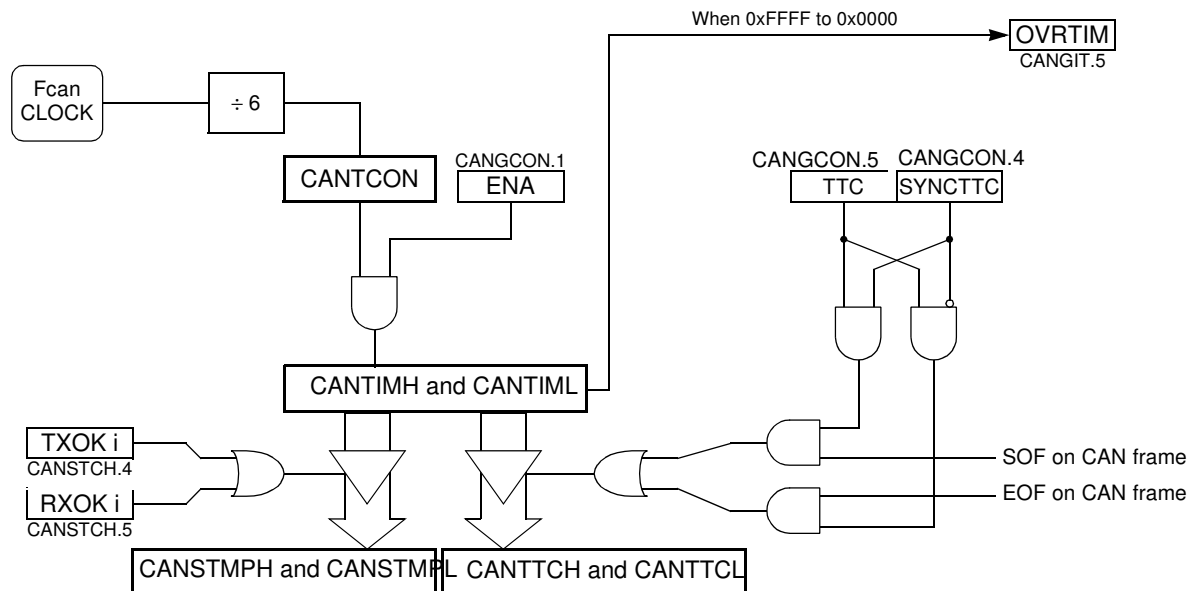 When 0xFFFF to 0x0000
OVRTIM
CANGIT.5
Fcan
CLOCK
÷ 6
CANTCON
CANGCON.1
ENA
CANGCON.5
CANGCON.4
TTC
SYNCTTC
CANTIMH and CANTIML
TXOK i
CANSTCH.4
RXOK i
CANSTCH.5
SOF on CAN frame
EOF on CAN frame
CANSTMPH and CANSTMPL
CANTTCH and CANTTCL